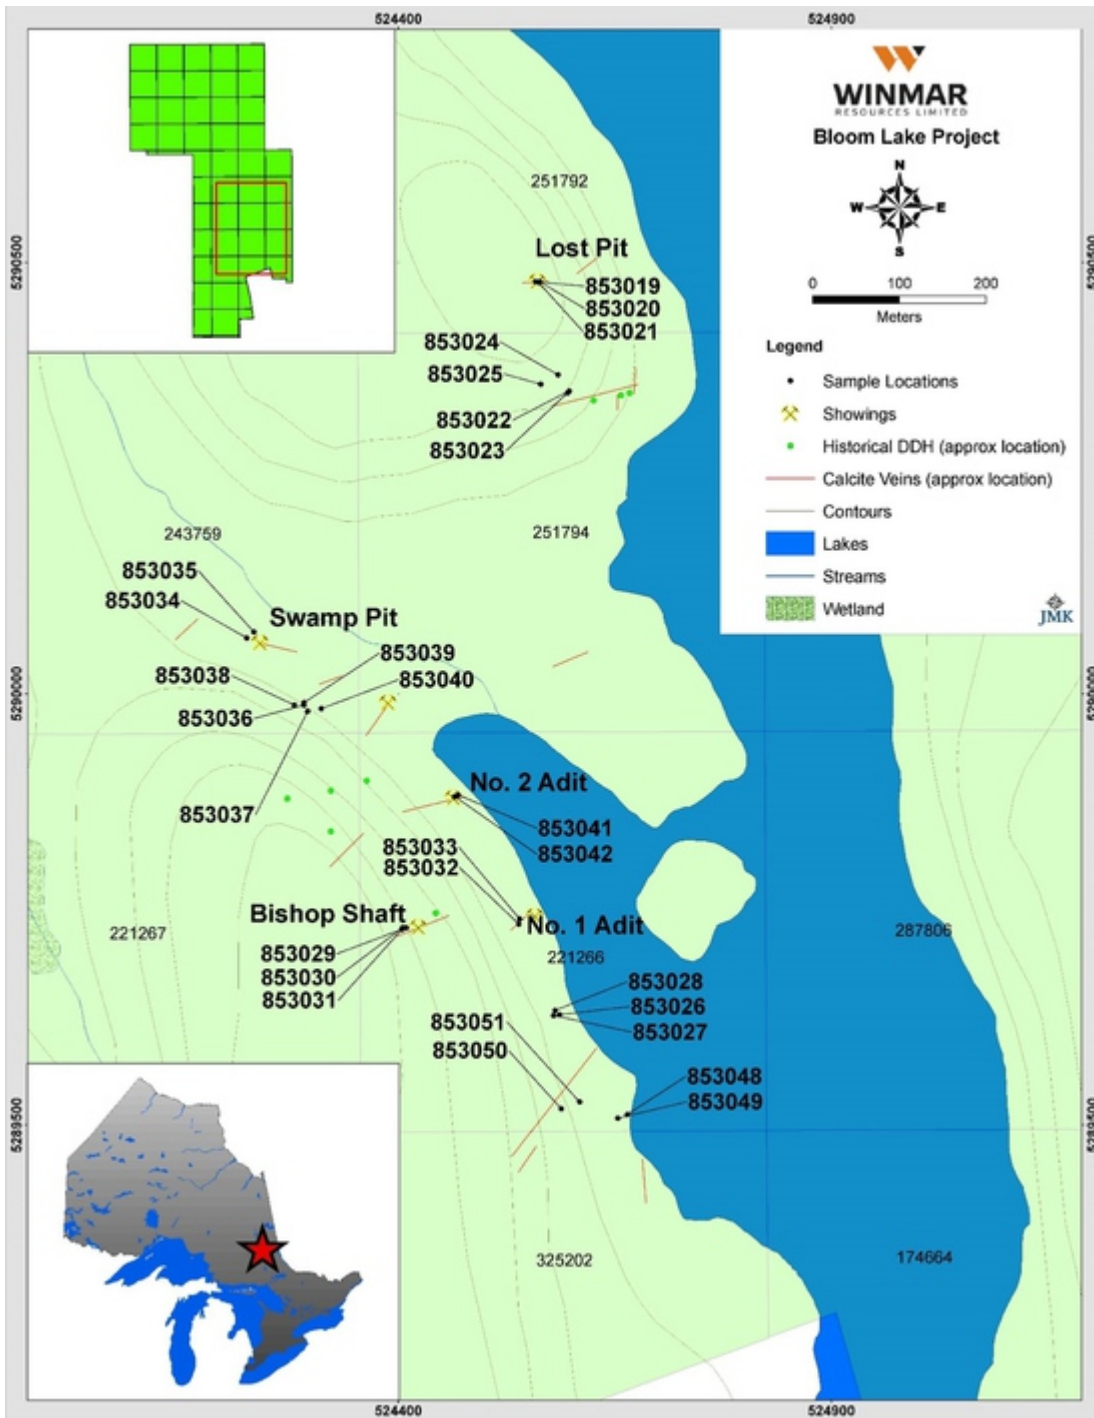 524400
524900
WINMAR
RESOURCES LIMITED
Bloom Lake Project
N
W
E
S
0
100
200
Meters
Legend
Sample Locations
Showings
Historical DDH (approx location)
Calcite Veins (approx location)
Contours
Lakes
Streams
Wetland
JMK
5290500
5290500
251792
Lost Pit
853019
853020
853021
853024
853025
853022
853023
243759
251794
853035
853034
Swamp Pit
853039
853038
853040
853036
5290000
5290000
853037
No. 2 Adit
853041
853042
853033
853032
Bishop Shaft
No. 1 Adit
221267
287806
853029
853030
853031
221266
853028
853026
853027
853051
853050
853048
853049
5289500
5289500
325202
174664
524400
524900